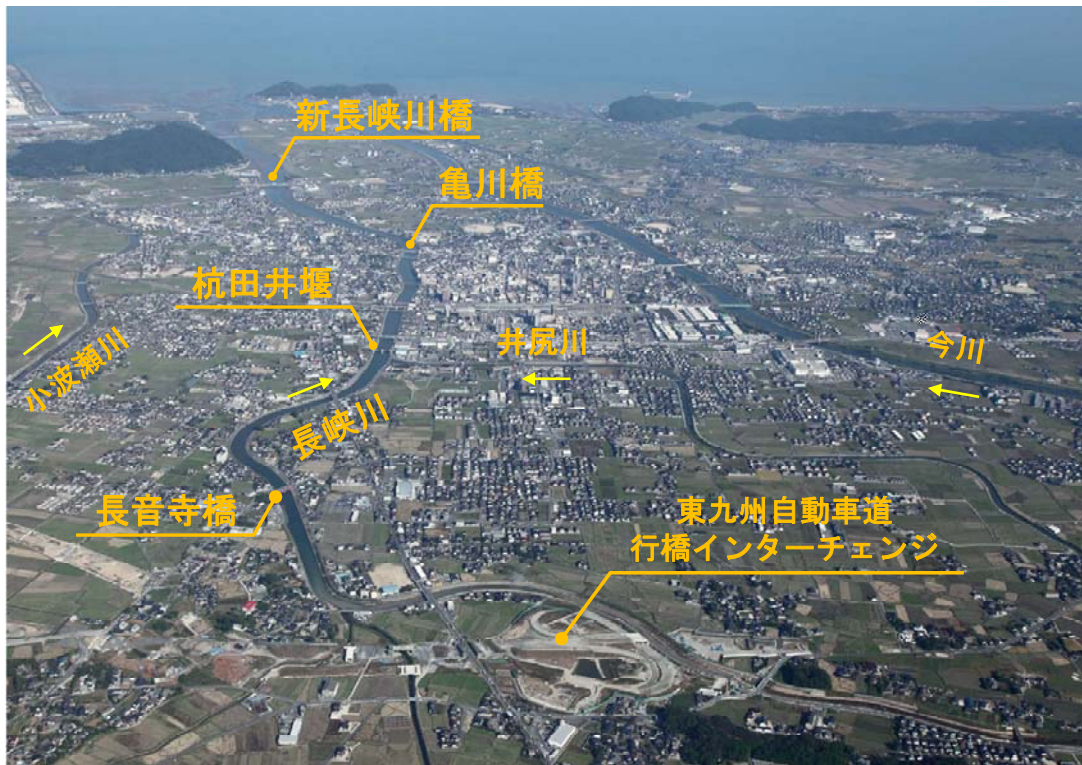 新長峡川橋
亀川橋
杭田井堰
井尻川
今川
小波瀬川
長峡川
長音寺橋
東九州自動車道
行橋インターチェンジ